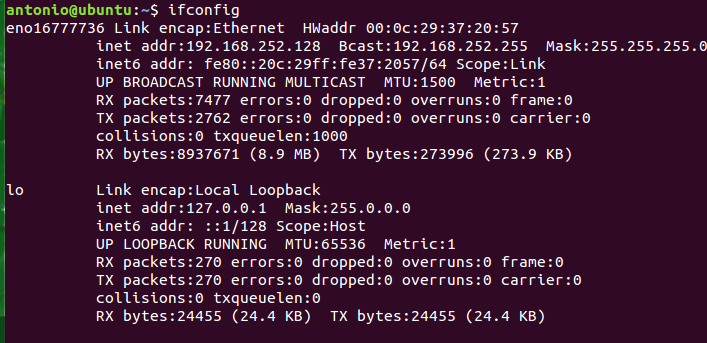 antonio@ubuntu:~$ ifconfig
eno16777736 Link encap:Ethernet  HWaddr 00:0c:29:37:20:57
          inet addr:192.168.252.128  Bcast:192.168.252.255  Mask:255.255.255.0
          inet6 addr: fe80::20c:29ff:fe37:2057/64 Scope:Link
          UP BROADCAST RUNNING MULTICAST  MTU:1500  Metric:1
          RX packets:7477 errors:0 dropped:0 overruns:0 frame:0
          TX packets:2762 errors:0 dropped:0 overruns:0 carrier:0
          collisions:0 txqueuelen:1000
          RX bytes:8937671 (8.9 MB)  TX bytes:273996 (273.9 KB)

lo        Link encap:Local Loopback
          inet addr:127.0.0.1  Mask:255.0.0.0
          inet6 addr: ::1/128 Scope:Host
          UP LOOPBACK RUNNING  MTU:65536  Metric:1
          RX packets:270 errors:0 dropped:0 overruns:0 frame:0
          TX packets:270 errors:0 dropped:0 overruns:0 carrier:0
          collisions:0 txqueuelen:0
          RX bytes:24455 (24.4 KB)  TX bytes:24455 (24.4 KB)